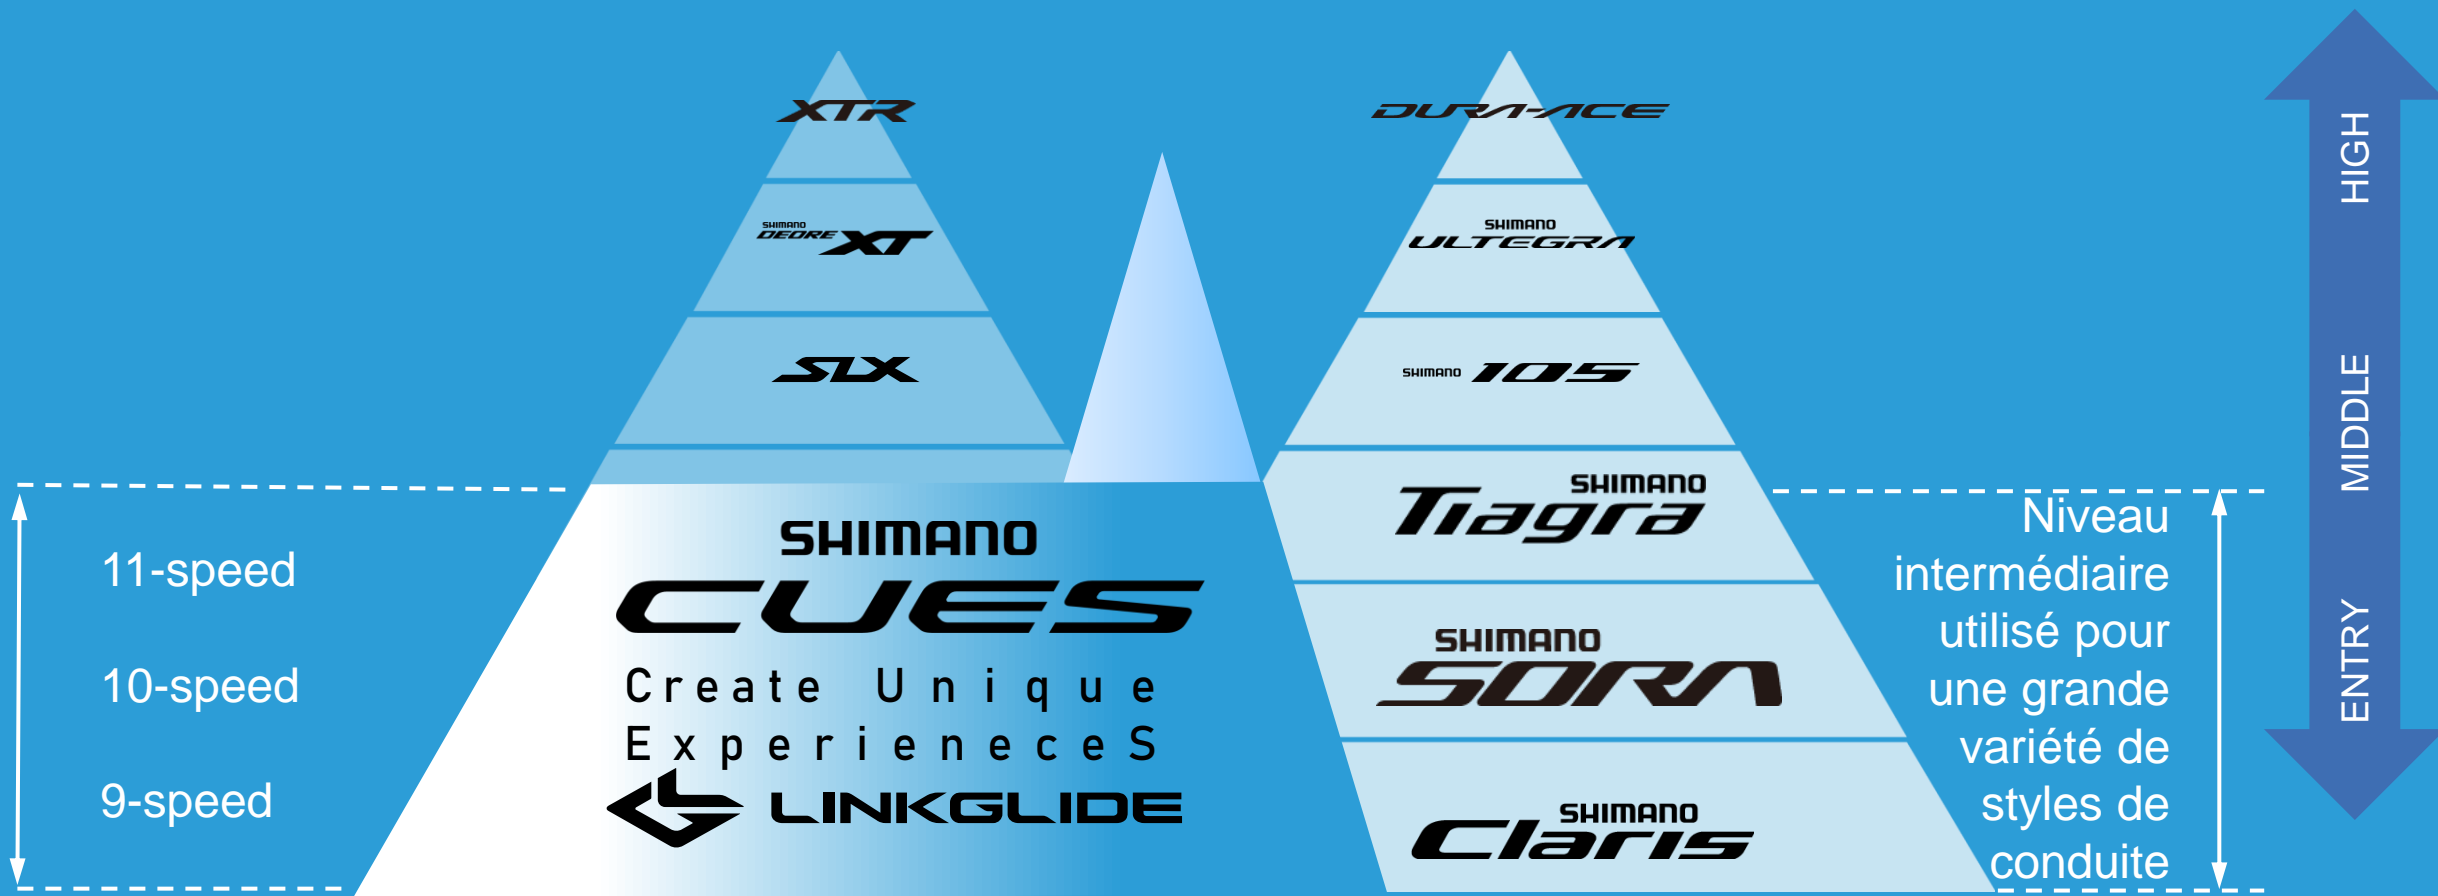 XTR
SHIMANO
DEORE XT
SLX
11-speed
10-speed
9-speed
SHIMANO
CUES
Create Unique
ExperieneceS
LINKGLIDE
DURA-ACE
SHIMANO
ULTEGRA
SHIMANO 105
SHIMANO
Tiagra
SHIMANO
SORA
SHIMANO
Claris
Niveau
intermédiaire
utilisé pour
une grande
variété de
styles de
conduite
HIGH
MIDDLE
ENTRY